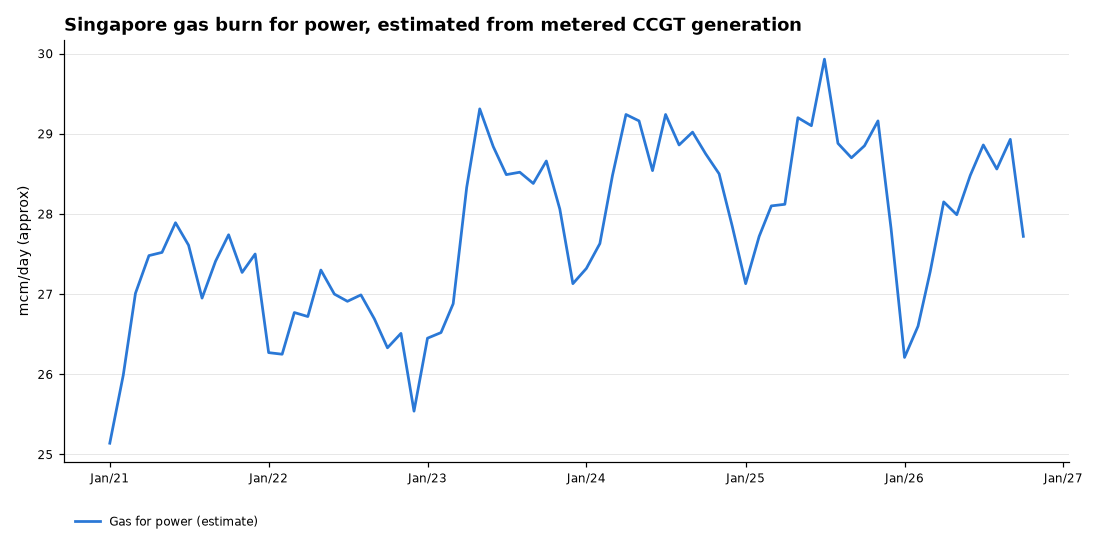 Singapore gas burn for power, estimated from metered CCGT generation
mcm/day (approx)
30
29
28
27
26
25
Jan/21 Jan/22 Jan/23 Jan/24 Jan/25 Jan/26 Jan/27
Gas for power (estimate)